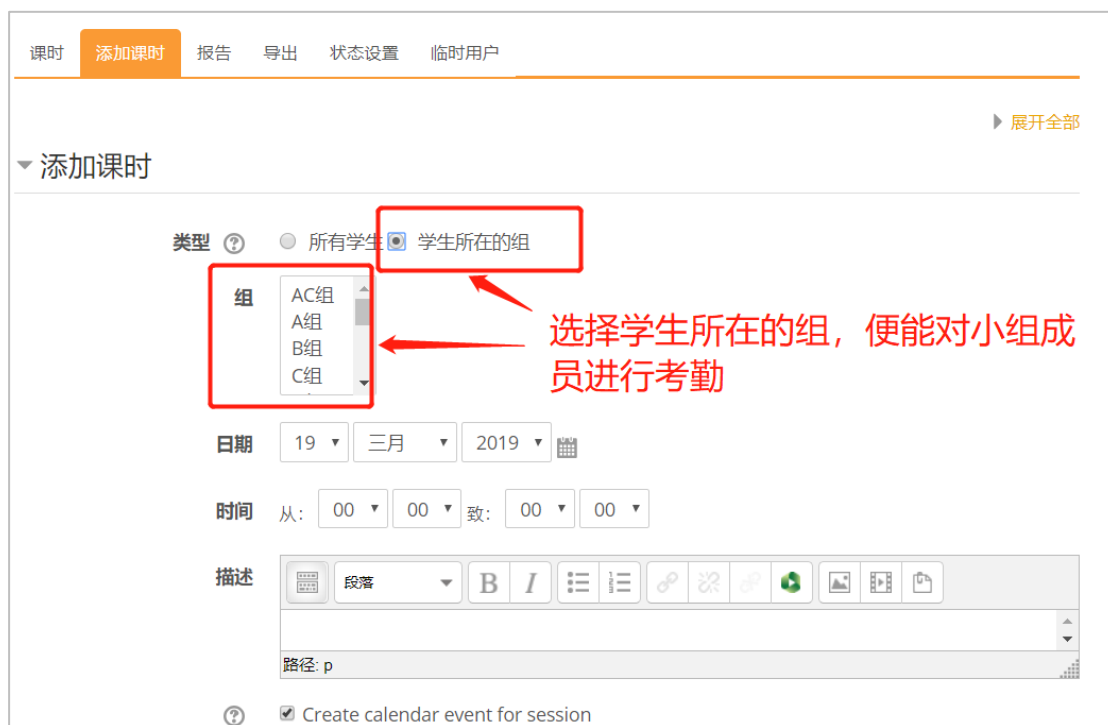 课时 添加课时 报告 导出 状态设置 临时用户
展开全部
添加课时
类型 ? 所有学生 学生所在的组
组
AC组
A组
B组
C组
选择学生所在的组，便能对小组成
员进行考勤
日期 19 三月 2019
时间 从: 00 00 致: 00 00
描述 段落 B I
路径: p
? Create calendar event for session